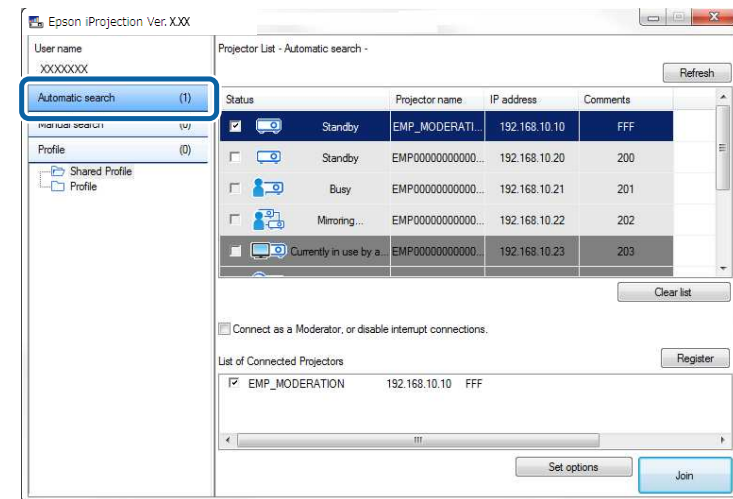 Epson iProjection Ver. X.XX
User name
XXXXXXX
Automatic search (1)
Manual search (0)
Profile (0)
Shared Profile
Profile
Projector List - Automatic search -
Refresh
Status Projector name IP address Comments
Standby EMP_MODERATI... 192.168.10.10 FFF
Standby EMP00000000000... 192.168.10.20 200
Busy EMP00000000000... 192.168.10.21 201
Mirroring... EMP00000000000... 192.168.10.22 202
Currently in use by a... EMP00000000000... 192.168.10.23 203
Clear list
Connect as a Moderator, or disable interrupt connections.
List of Connected Projectors
Register
EMP_MODERATION 192.168.10.10 FFF
Set options
Join